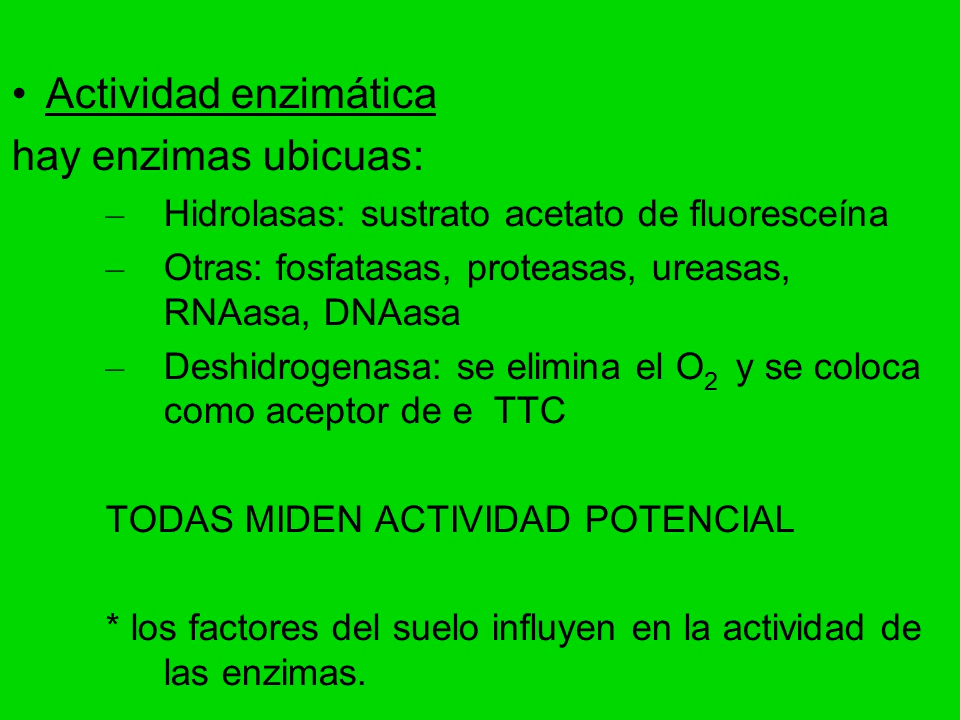 • Actividad enzimática
hay enzimas ubicuas:
– Hidrolasas: sustrato acetato de fluoresceína
– Otras: fosfatasas, proteasas, ureasas,
RNAasa, DNAasa
– Deshidrogenasa: se elimina el O₂ y se coloca
como aceptor de e TTC
TODAS MIDEN ACTIVIDAD POTENCIAL
* los factores del suelo influyen en la actividad de
las enzimas.